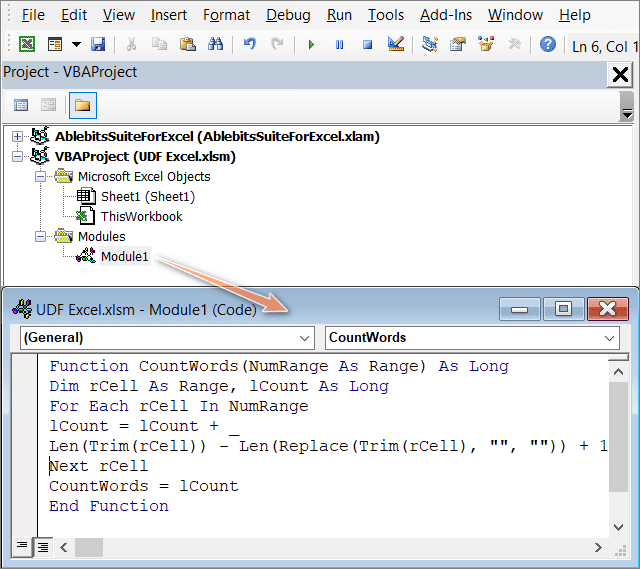 File Edit View Insert Format Debug Run Tools Add-Ins Window Help
Ln 6, Col 1
Project - VBAProject
AblebitsSuiteForExcel (AblebitsSuiteForExcel.xlam)
VBAProject (UDF Excel.xlsm)
Microsoft Excel Objects
Sheet1 (Sheet1)
ThisWorkbook
Modules
Module1
UDF Excel.xlsm - Module1 (Code)
(General) CountWords
Function CountWords(NumRange As Range) As Long
Dim rCell As Range, lCount As Long
For Each rCell In NumRange
lCount = lCount + _
Len(Trim(rCell)) - Len(Replace(Trim(rCell), "", "")) + 1
Next rCell
CountWords = lCount
End Function